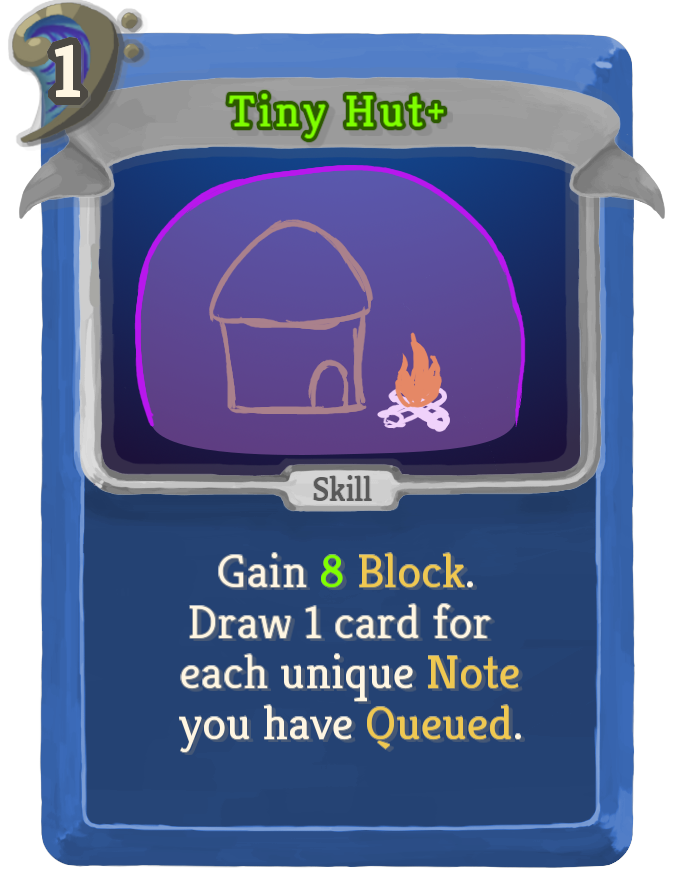 1
Tiny Hut+
Skill
Gain 8 Block.
Draw 1 card for
each unique Note
you have Queued.